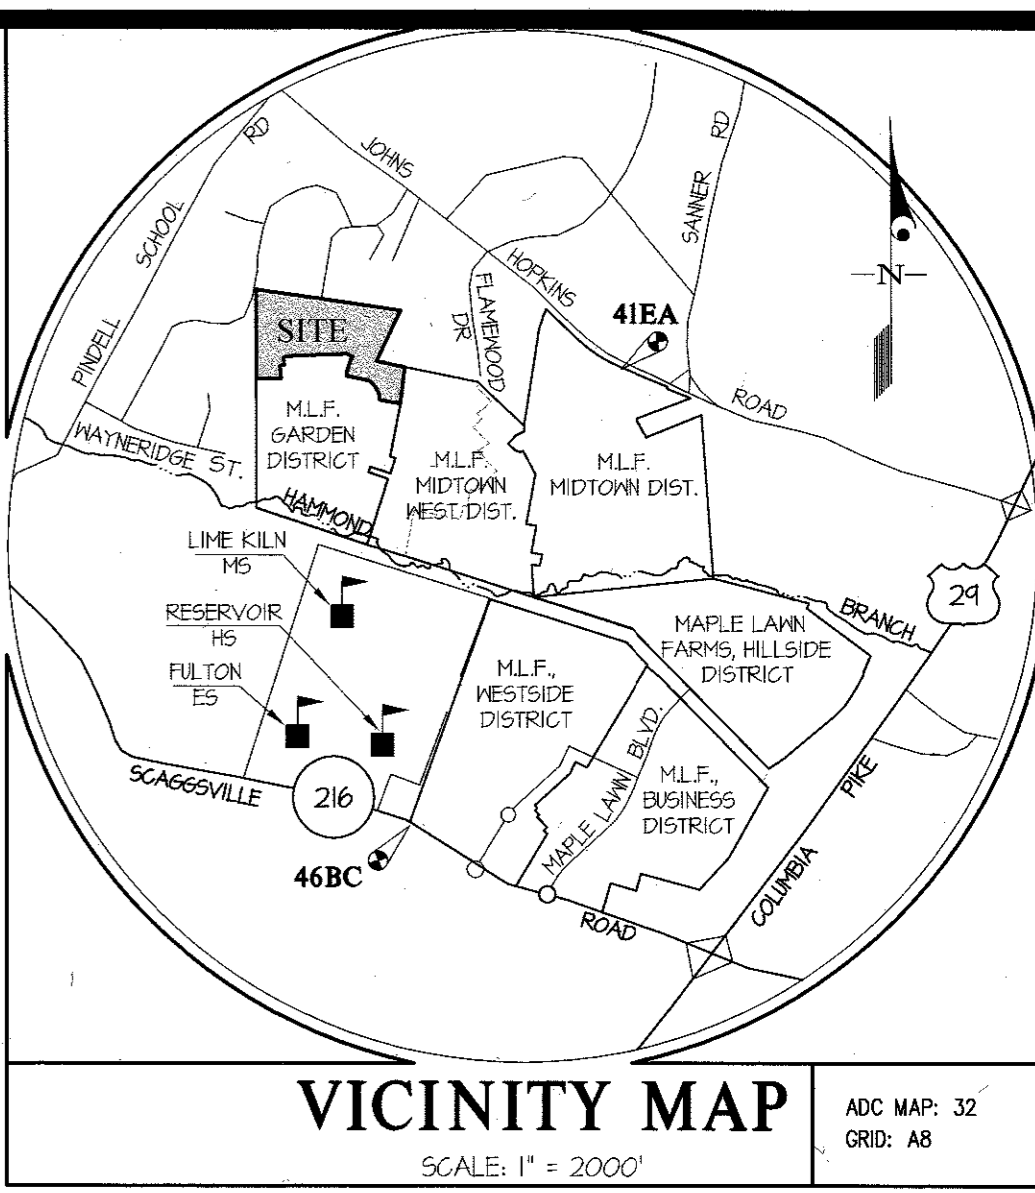 RD
JOHNS
SCHOOL
PINDELL
HOPKINS
SANNER RD
N
FLAMEWOOD
DR
41EA
SITE
ROAD
M.L.F.
GARDEN
DISTRICT
WAYNERIDGE ST.
M.L.F.
MIDTOWN
WEST DIST.
M.L.F.
MIDTOWN DIST.
HAMMOND
LIME KILN
MS
RESERVOIR
HS
FULTON
ES
BRANCH
29
MAPLE LAWN
FARMS, HILLSIDE
DISTRICT
M.L.F.,
WESTSIDE
DISTRICT
MAPLE LAWN BLVD.
M.L.F.,
BUSINESS
DISTRICT
SCAGGSVILLE
216
46BC
ROAD
COLUMBIA
PIKE
VICINITY MAP
SCALE: 1" = 2000'
ADC MAP: 32
GRID: A8